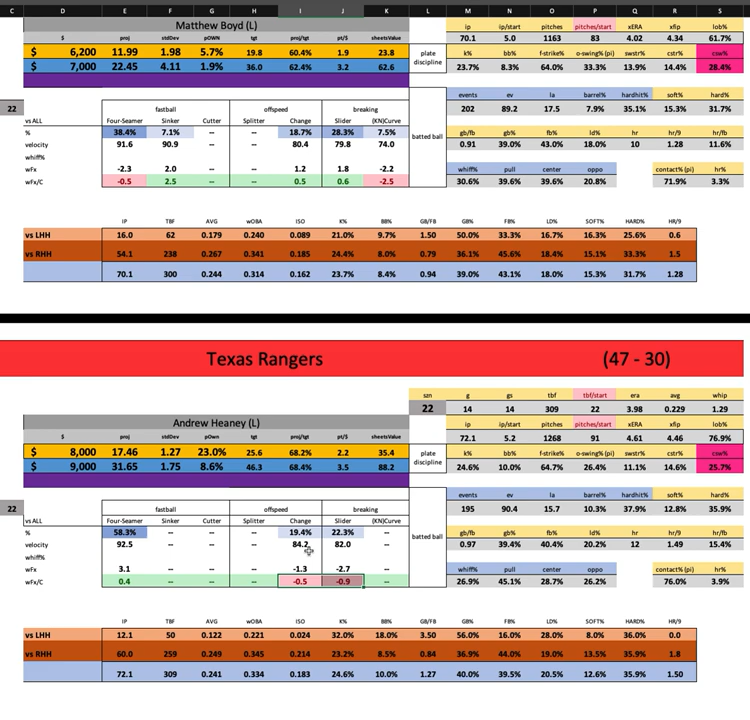 C D E F G H I J K L M N O P Q R S
Matthew Boyd (L) ip ip/start pitches pitches/start xERA xfip lob%
$ proj stdDev pOWN tgt proj/tgt pt/$ sheetsValue 70.1 5.0 1163 83 4.02 4.34 61.7%
$ 6,200 11.99 1.98 5.7% 19.8 60.4% 1.9 23.8 plate discipline k% bb% f-strike% o-swing% (pi) swstr% cstr% csw%
$ 7,000 22.45 4.11 1.9% 36.0 62.4% 3.2 62.6 23.7% 8.3% 64.0% 33.3% 13.9% 14.4% 28.4%
events ev la barrel% hardhit% soft% hard%
22 fastball offspeed breaking 202 89.2 17.5 7.9% 35.1% 15.3% 31.7%
vs ALL Four-Seamer Sinker Cutter Splitter Change Slider (KN)Curve
% 38.4% 7.1% -- -- 18.7% 28.3% 7.5% batted ball gb/fb gb% fb% ld% hr hr/9 hr/fb
velocity 91.6 90.9 -- -- 80.4 79.8 74.0 0.91 39.0% 43.0% 18.0% 10 1.28 11.6%
whiff%
wFx -2.3 2.0 1.2 1.8 -2.2 whiff% pull center oppo contact% (pi) hr%
wFx/C -0.5 2.5 -- -- 0.5 0.6 -2.5 30.6% 39.6% 39.6% 20.8% 71.9% 3.3%
IP TBF AVG wOBA ISO K% BB% GB/FB GB% FB% LD% SOFT% HARD% HR/9
vs LHH 16.0 62 0.179 0.240 0.089 21.0% 9.7% 1.50 50.0% 33.3% 16.7% 16.3% 25.6% 0.6
vs RHH 54.1 238 0.267 0.341 0.185 24.4% 8.0% 0.79 36.1% 45.6% 18.4% 15.1% 33.3% 1.5
70.1 300 0.244 0.314 0.162 23.7% 8.4% 0.94 39.0% 43.1% 18.0% 15.3% 31.7% 1.28
Texas Rangers (47 - 30)
szn g gs tbf tbf/start era avg whip
22 14 14 309 22 3.98 0.229 1.29
Andrew Heaney (L) ip ip/start pitches pitches/start xERA xfip lob%
$ proj stdDev pOwn tgt proj/tgt pt/$ sheetsValue 72.1 5.2 1268 91 4.61 4.46 76.9%
$ 8,000 17.46 1.27 23.0% 25.6 68.2% 2.2 35.4 plate discipline k% bb% f-strike% o-swing% (pi) swstr% cstr% csw%
$ 9,000 31.65 1.75 8.6% 46.3 68.4% 3.5 88.2 24.6% 10.0% 64.7% 26.4% 11.1% 14.6% 25.7%
events ev la barrel% hardhit% soft% hard%
22 fastball offspeed breaking 195 90.4 15.7 10.3% 37.9% 12.8% 35.9%
vs ALL Four-Seamer Sinker Cutter Splitter Change Slider (KN)Curve
% 58.3% -- -- -- 19.4% 22.3% -- batted ball gb/fb gb% fb% ld% hr hr/9 hr/fb
velocity 92.5 -- -- -- 84.2 82.0 -- 0.97 39.4% 40.4% 20.2% 12 1.49 15.4%
whiff%
wFx 3.1 -1.3 -2.7 whiff% pull center oppo contact% (pi) hr%
wFx/C 0.4 -- -- -- -0.5 -0.9 -- 26.9% 45.1% 28.7% 26.2% 76.0% 3.9%
IP TBF AVG wOBA ISO K% BB% GB/FB GB% FB% LD% SOFT% HARD% HR/9
vs LHH 12.1 50 0.122 0.221 0.024 32.0% 18.0% 3.50 56.0% 16.0% 28.0% 8.0% 36.0% 0.0
vs RHH 60.0 259 0.249 0.345 0.214 23.2% 8.5% 0.84 36.9% 44.0% 19.0% 13.5% 35.9% 1.8
72.1 309 0.241 0.334 0.183 24.6% 10.0% 1.27 40.0% 39.5% 20.5% 12.6% 35.9% 1.50